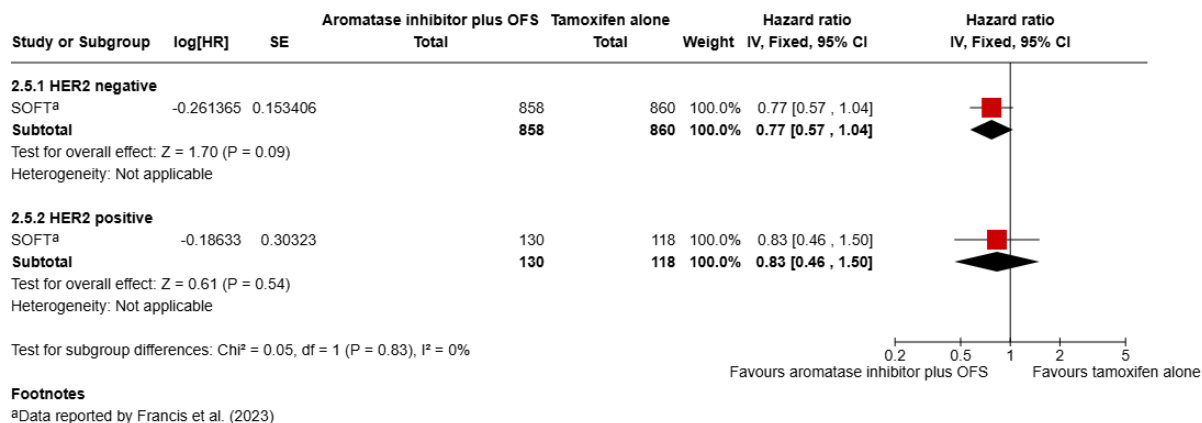 Aromatase inhibitor plus OFS Tamoxifen alone Hazard ratio Hazard ratio
Study or Subgroup log[HR] SE Total Total Weight IV, Fixed, 95% CI IV, Fixed, 95% CI
2.5.1 HER2 negative
SOFTᵃ -0.261365 0.153406 858 860 100.0% 0.77 [0.57 , 1.04]
Subtotal 858 860 100.0% 0.77 [0.57 , 1.04]
Test for overall effect: Z = 1.70 (P = 0.09)
Heterogeneity: Not applicable
2.5.2 HER2 positive
SOFTᵃ -0.18633 0.30323 130 118 100.0% 0.83 [0.46 , 1.50]
Subtotal 130 118 100.0% 0.83 [0.46 , 1.50]
Test for overall effect: Z = 0.61 (P = 0.54)
Heterogeneity: Not applicable
Test for subgroup differences: Chi² = 0.05, df = 1 (P = 0.83), I² = 0%
0.2 0.5 1 2 5
Favours aromatase inhibitor plus OFS Favours tamoxifen alone
Footnotes
ᵃData reported by Francis et al. (2023)